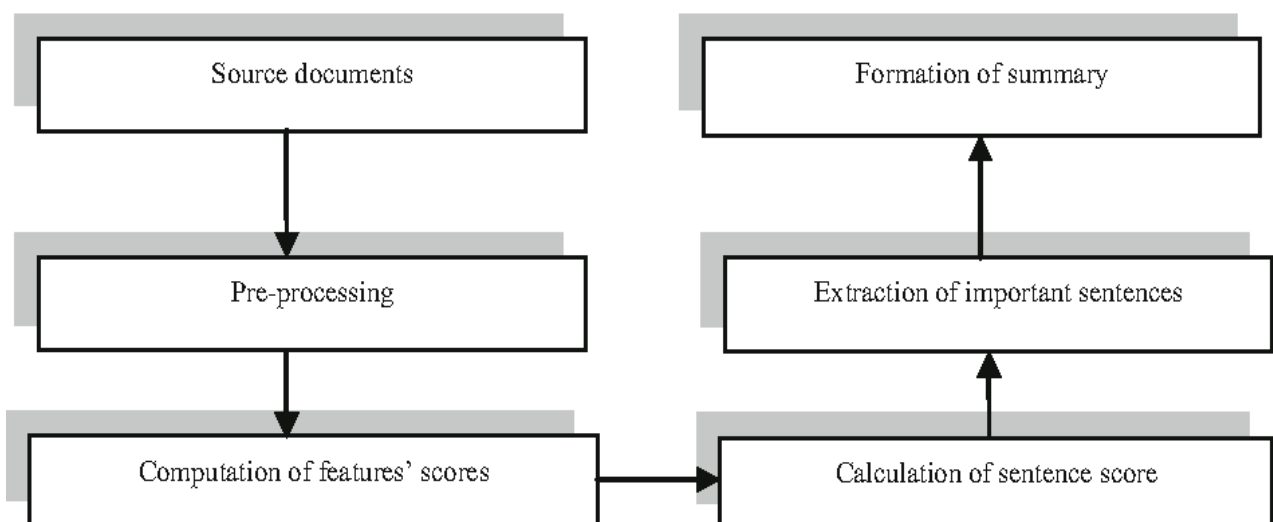 Source documents
Pre-processing
Computation of features’ scores
Calculation of sentence score
Extraction of important sentences
Formation of summary